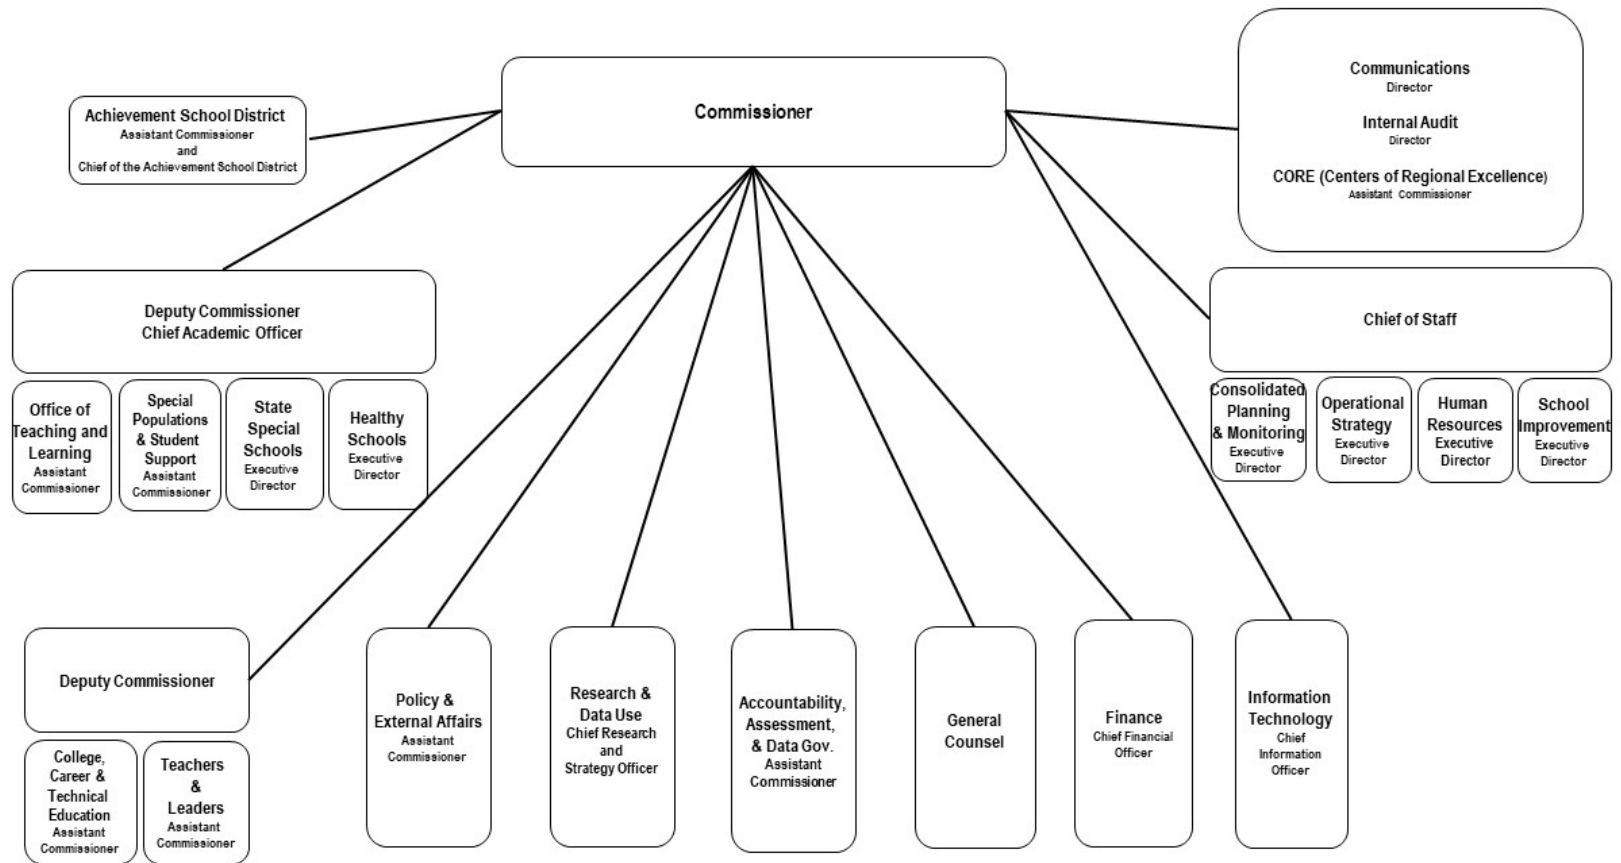 Commissioner
Achievement School District
Assistant Commissioner
and
Chief of the Achievement School District
Communications
Director
Internal Audit
Director
CORE (Centers of Regional Excellence)
Assistant Commissioner
Deputy Commissioner
Chief Academic Officer
Office of
Teaching and
Learning
Assistant
Commissioner
Special
Populations
& Student
Support
Assistant
Commissioner
State
Special
Schools
Executive
Director
Healthy
Schools
Executive
Director
Chief of Staff
Consolidated
Planning
& Monitoring
Executive
Director
Operational
Strategy
Executive
Director
Human
Resources
Executive
Director
School
Improvement
Executive
Director
Deputy Commissioner
College,
Career &
Technical
Education
Assistant
Commissioner
Teachers
&
Leaders
Assistant
Commissioner
Policy &
External Affairs
Assistant
Commissioner
Research &
Data Use
Chief Research
and
Strategy Officer
Accountability,
Assessment,
& Data Gov.
Assistant
Commissioner
General
Counsel
Finance
Chief Financial
Officer
Information
Technology
Chief
Information
Officer